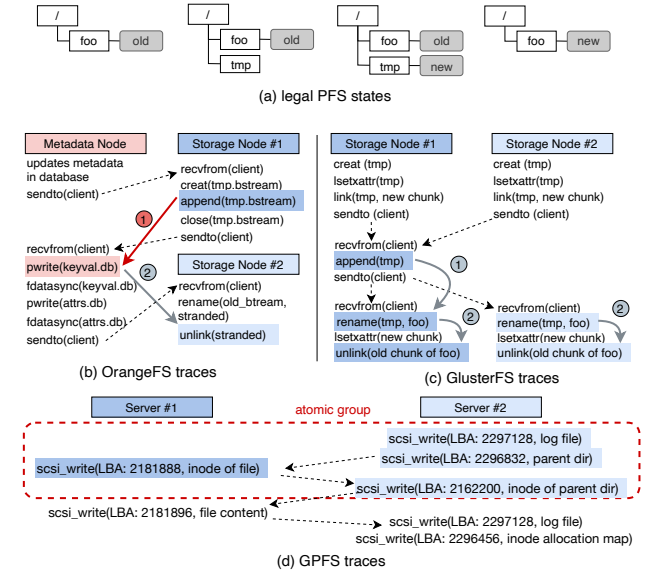 /
foo
old
/
foo
old
tmp
/
foo
old
tmp
new
/
foo
new
(a) legal PFS states
Metadata Node
updates metadata
in database
sendto(client)
recvfrom(client)
pwrite(keyval.db)
fdatasync(keyval.db)
pwrite(attrs.db)
fdatasync(attrs.db)
sendto(client)
Storage Node #1
recvfrom(client)
creat(tmp.bstream)
append(tmp.bstream)
close(tmp.bstream)
sendto(client)
1
2
Storage Node #2
recvfrom(client)
rename(old_btream,
stranded)
unlink(stranded)
(b) OrangeFS traces
Storage Node #1
creat (tmp)
lsetxattr(tmp)
link(tmp, new chunk)
sendto (client)
recvfrom(client)
append(tmp)
sendto(client)
1
recvfrom(client)
rename(tmp, foo)
lsetxattr(new chunk)
unlink(old chunk of foo)
2
Storage Node #2
creat (tmp)
lsetxattr(tmp)
link(tmp, new chunk)
sendto (client)
recvfrom(client)
rename(tmp, foo)
lsetxattr(new chunk)
unlink(old chunk of foo)
2
(c) GlusterFS traces
Server #1
atomic group
Server #2
scsi_write(LBA: 2297128, log file)
scsi_write(LBA: 2296832, parent dir)
scsi_write(LBA: 2181888, inode of file)
scsi_write(LBA: 2162200, inode of parent dir)
scsi_write(LBA: 2181896, file content)
scsi_write(LBA: 2297128, log file)
scsi_write(LBA: 2296456, inode allocation map)
(d) GPFS traces